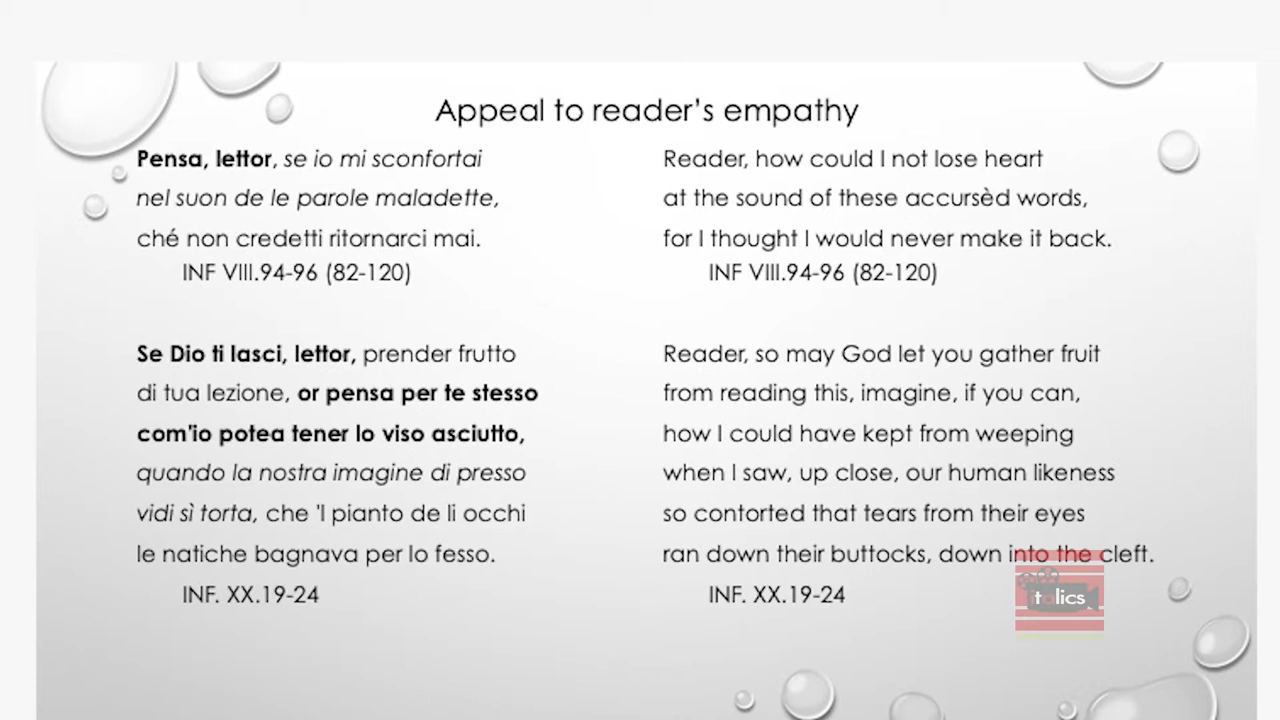 Appeal to reader's empathy
Pensa, lettor, se io mi sconfortai
nel suon de le parole maladette,
ché non credetti ritornarci mai.
INF VIII.94-96 (82-120)
Se Dio ti lasci, lettor, prender frutto
di tua lezione, or pensa per te stesso
com'io potea tener lo viso asciutto,
quando la nostra imagine di presso
vidi sì torta, che 'l pianto de li occhi
le natiche bagnava per lo fesso.
INF. XX.19-24
Reader, how could I not lose heart
at the sound of these accursèd words,
for I thought I would never make it back.
INF VIII.94-96 (82-120)
Reader, so may God let you gather fruit
from reading this, imagine, if you can,
how I could have kept from weeping
when I saw, up close, our human likeness
so contorted that tears from their eyes
ran down their buttocks, down into the cleft.
INF. XX.19-24
italics